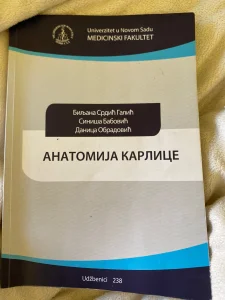 Univerzitet u Novom Sadu
MEDICINSKI FAKULTET
Биљана Срдић Галић
Синиша Бабовић
Даница Обрадовић
АНАТОМИЈА КАРЛИЦЕ
Udžbenici 238